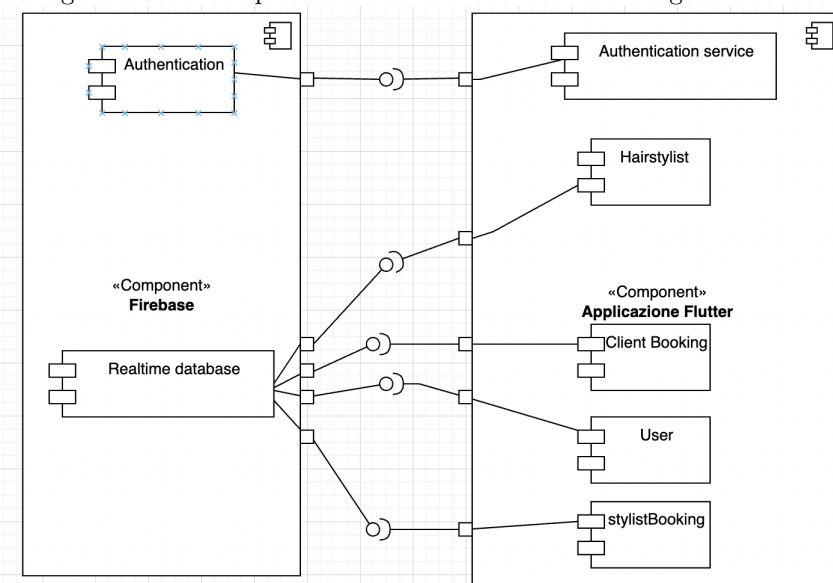 Authentication
Authentication service
Hairstylist
«Component»
Firebase
«Component»
Applicazione Flutter
Client Booking
Realtime database
User
stylistBooking